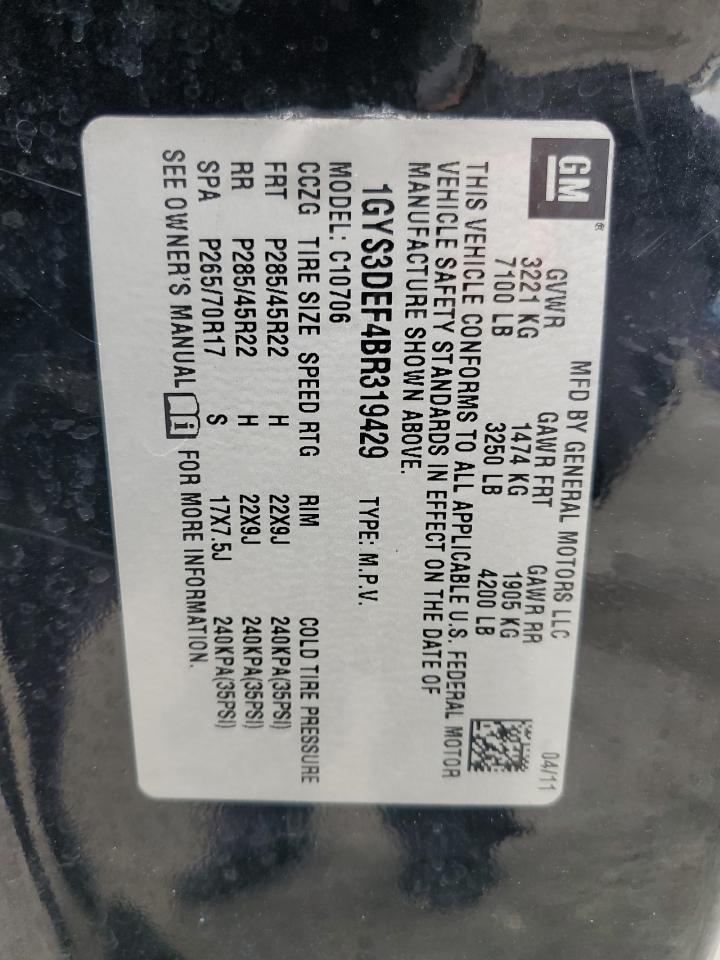 GM ®
MFD BY GENERAL MOTORS LLC 04/11
GVWR GAWR FRT GAWR RR
3221 KG 1474 KG 1905 KG
7100 LB 3250 LB 4200 LB
THIS VEHICLE CONFORMS TO ALL APPLICABLE U.S. FEDERAL MOTOR
VEHICLE SAFETY STANDARDS IN EFFECT ON THE DATE OF
MANUFACTURE SHOWN ABOVE.
1GYS3DEF4BR319429 TYPE: M.P.V.
MODEL: C10706
CCZG TIRE SIZE SPEED RTG RIM COLD TIRE PRESSURE
FRT P285/45R22 H 22X9J 240KPA(35PSI)
RR P285/45R22 H 22X9J 240KPA(35PSI)
SPA P265/70R17 S 17X7.5J 240KPA(35PSI)
SEE OWNER'S MANUAL i FOR MORE INFORMATION.